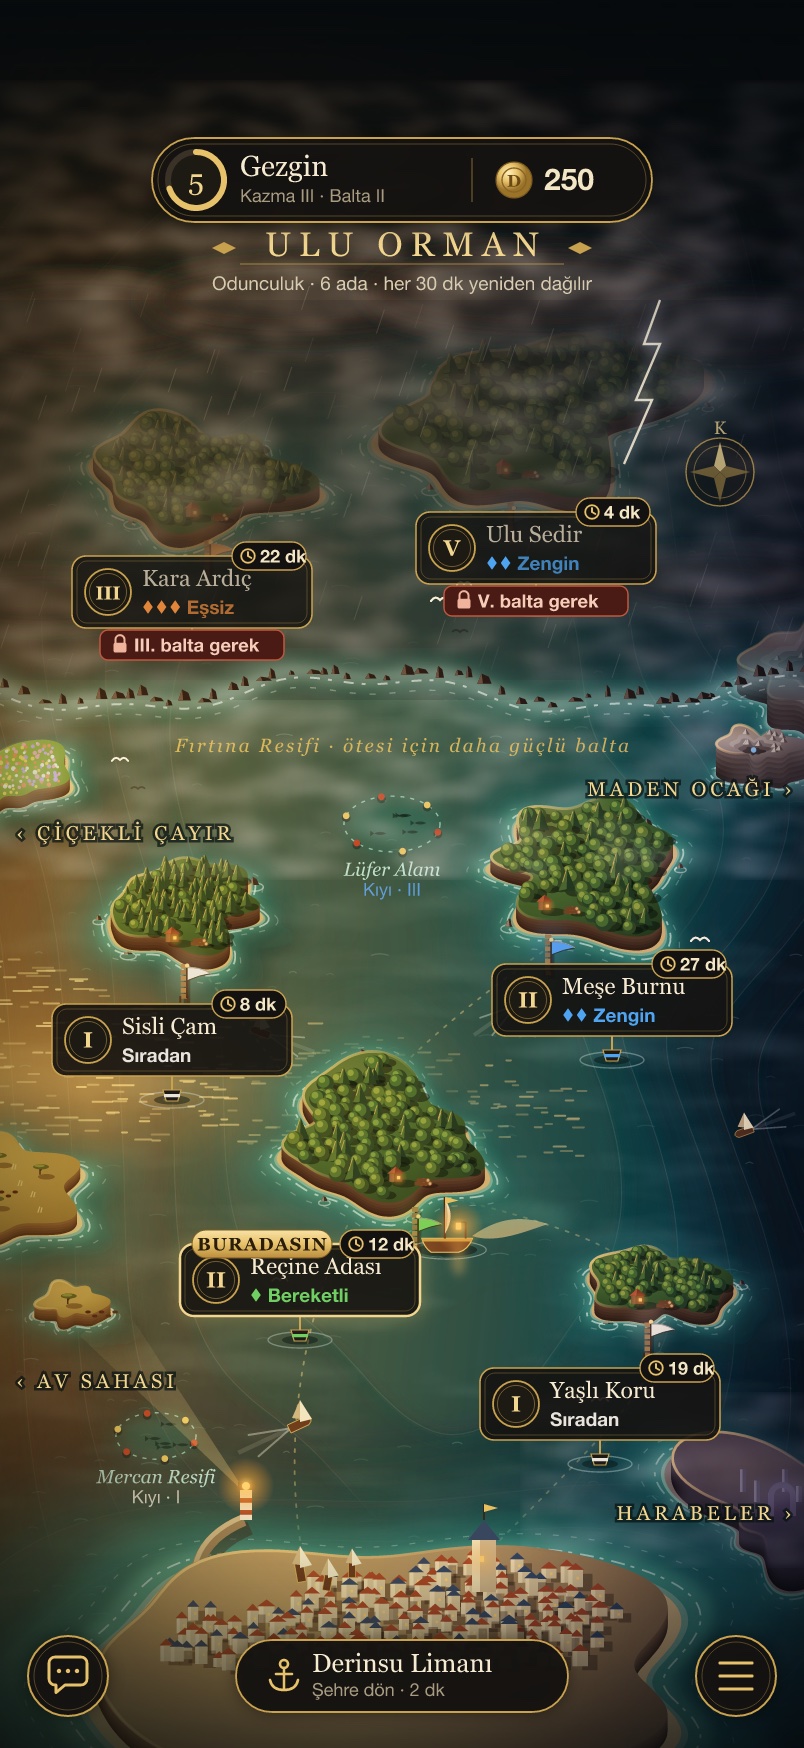 5
Gezgin
Kazma III · Balta II
D
250
ULU ORMAN
Odunculuk · 6 ada · her 30 dk yeniden dağılır
K
4 dk
V
Ulu Sedir
Zengin
V. balta gerek
22 dk
III
Kara Ardıç
Eşsiz
III. balta gerek
Fırtına Resifi · ötesi için daha güçlü balta
MADEN OCAĞI ›
‹ ÇİÇEKLİ ÇAYIR
Lüfer Alanı
Kıyı · III
27 dk
II
Meşe Burnu
Zengin
8 dk
I
Sisli Çam
Sıradan
BURADASIN
12 dk
II
Reçine Adası
Bereketli
19 dk
I
Yaşlı Koru
Sıradan
‹ AV SAHASI
Mercan Resifi
Kıyı · I
HARABELER ›
Derinsu Limanı
Şehre dön · 2 dk